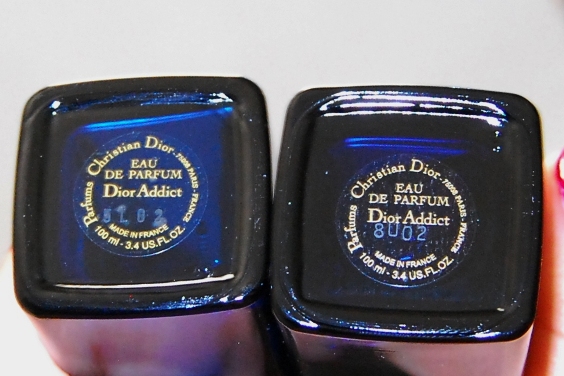 Parfums Christian Dior - 75008 PARIS - FRANCE
EAU
DE PARFUM
Dior Addict
MADE IN FRANCE
100 ml - 3.4 US.FL.OZ.
Parfums Christian Dior - 75008 PARIS - FRANCE
EAU
DE PARFUM
Dior Addict
8U02
MADE IN FRANCE
100 ml - 3.4 US.FL.OZ.